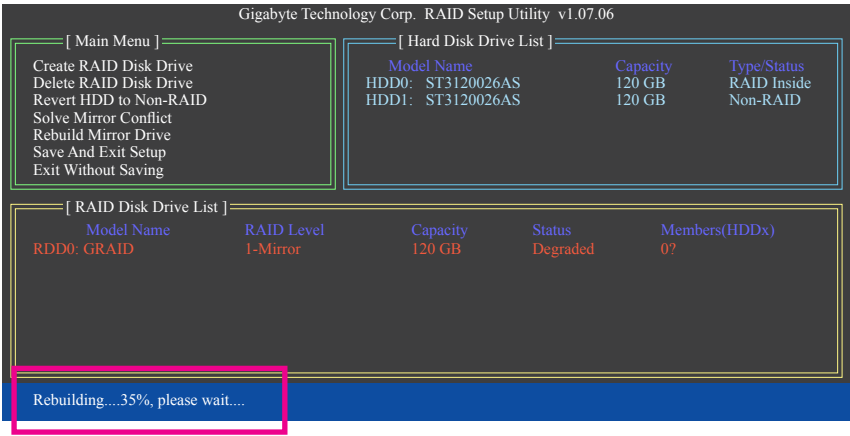 Gigabyte Technology Corp. RAID Setup Utility v1.07.06
[ Main Menu ]
Create RAID Disk Drive
Delete RAID Disk Drive
Revert HDD to Non-RAID
Solve Mirror Conflict
Rebuild Mirror Drive
Save And Exit Setup
Exit Without Saving
[ Hard Disk Drive List ]
Model Name Capacity Type/Status
HDD0: ST3120026AS 120 GB RAID Inside
HDD1: ST3120026AS 120 GB Non-RAID
[ RAID Disk Drive List ]
Model Name RAID Level Capacity Status Members(HDDx)
RDD0: GRAID 1-Mirror 120 GB Degraded 0?
Rebuilding....35%, please wait....